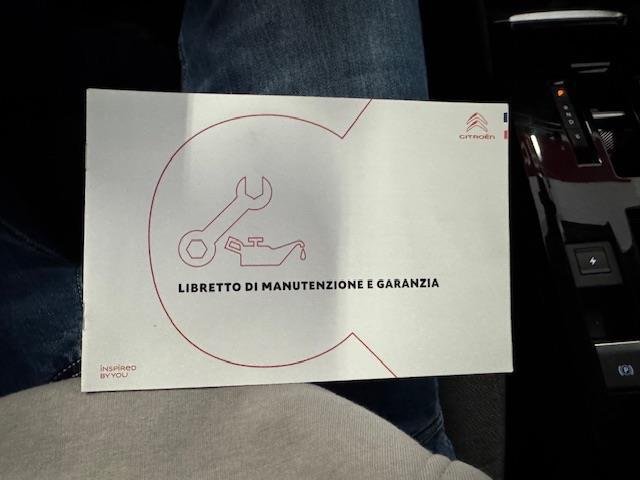 CITROËN
LIBRETTO DI MANUTENZIONE E GARANZIA
INSPIRED
BY YOU
P
R
N
D